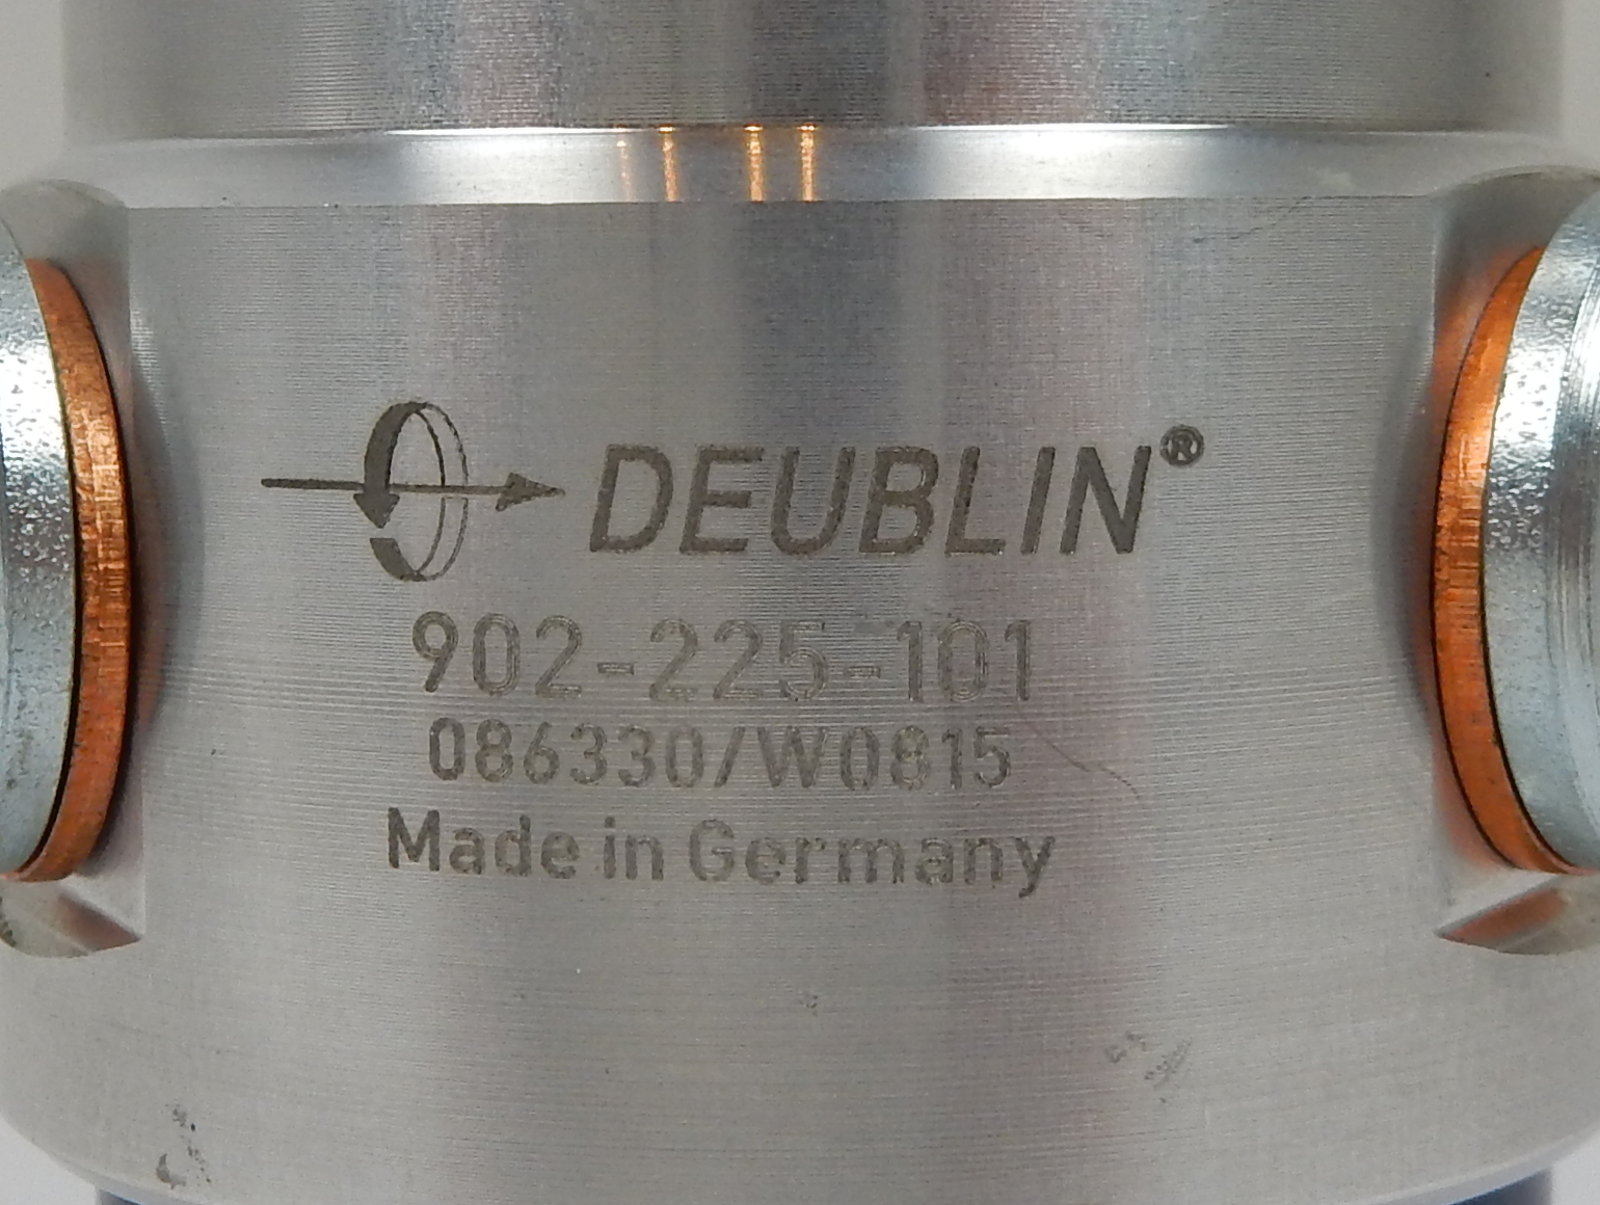 DEUBLIN®
902-225-101
086330/W0815
Made in Germany